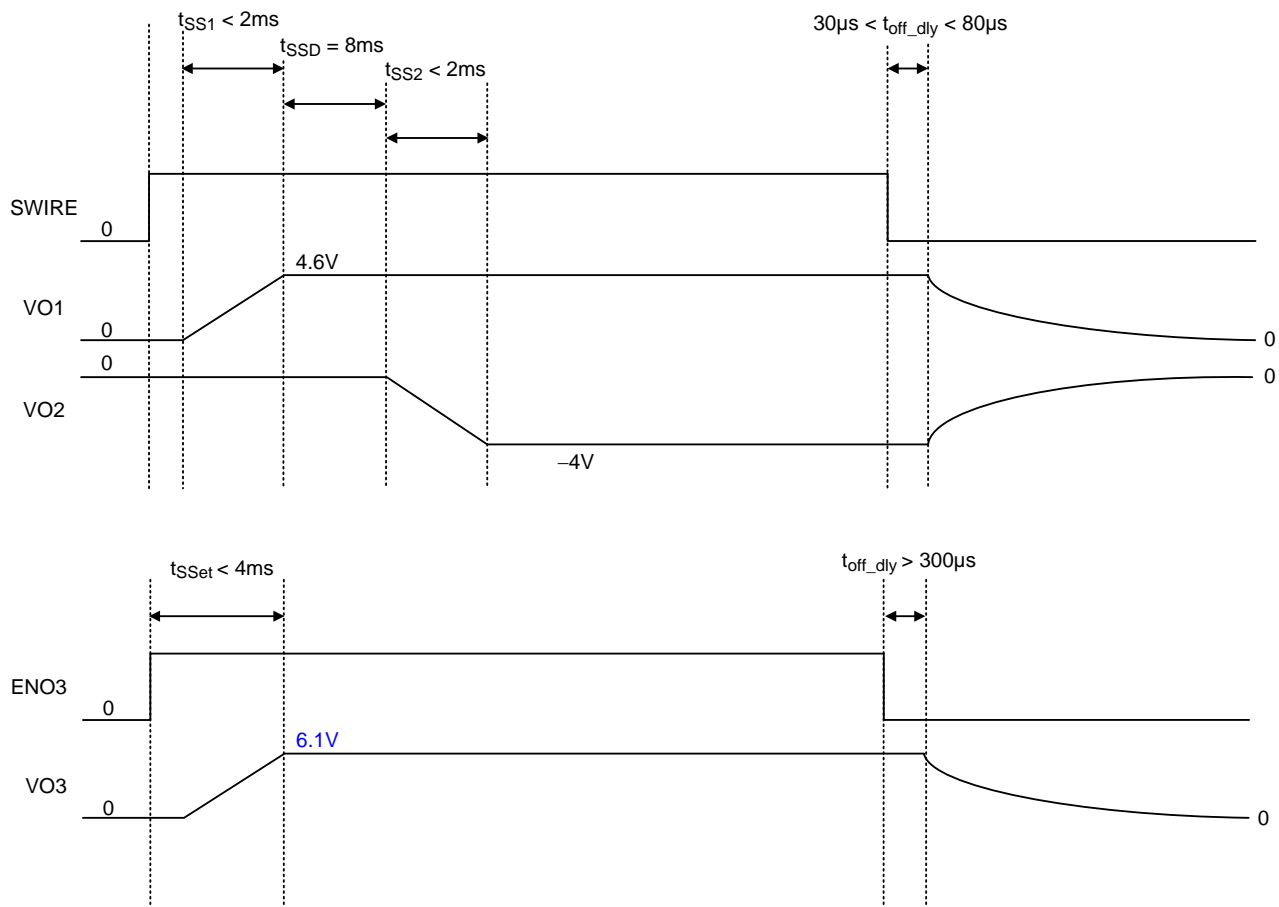 tSS1 < 2ms
30µs < toff_dly < 80µs
tSSD = 8ms
tSS2 < 2ms
SWIRE
0
4.6V
VO1
0
0
0
0
VO2
−4V
tSSet < 4ms
toff_dly > 300µs
ENO3
0
6.1V
VO3
0
0